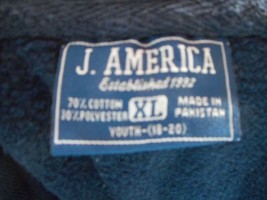 J. AMERICA
Established 1992
70% COTTON XL MADE IN
30% POLYESTER PAKISTAN
YOUTH-(18-20)